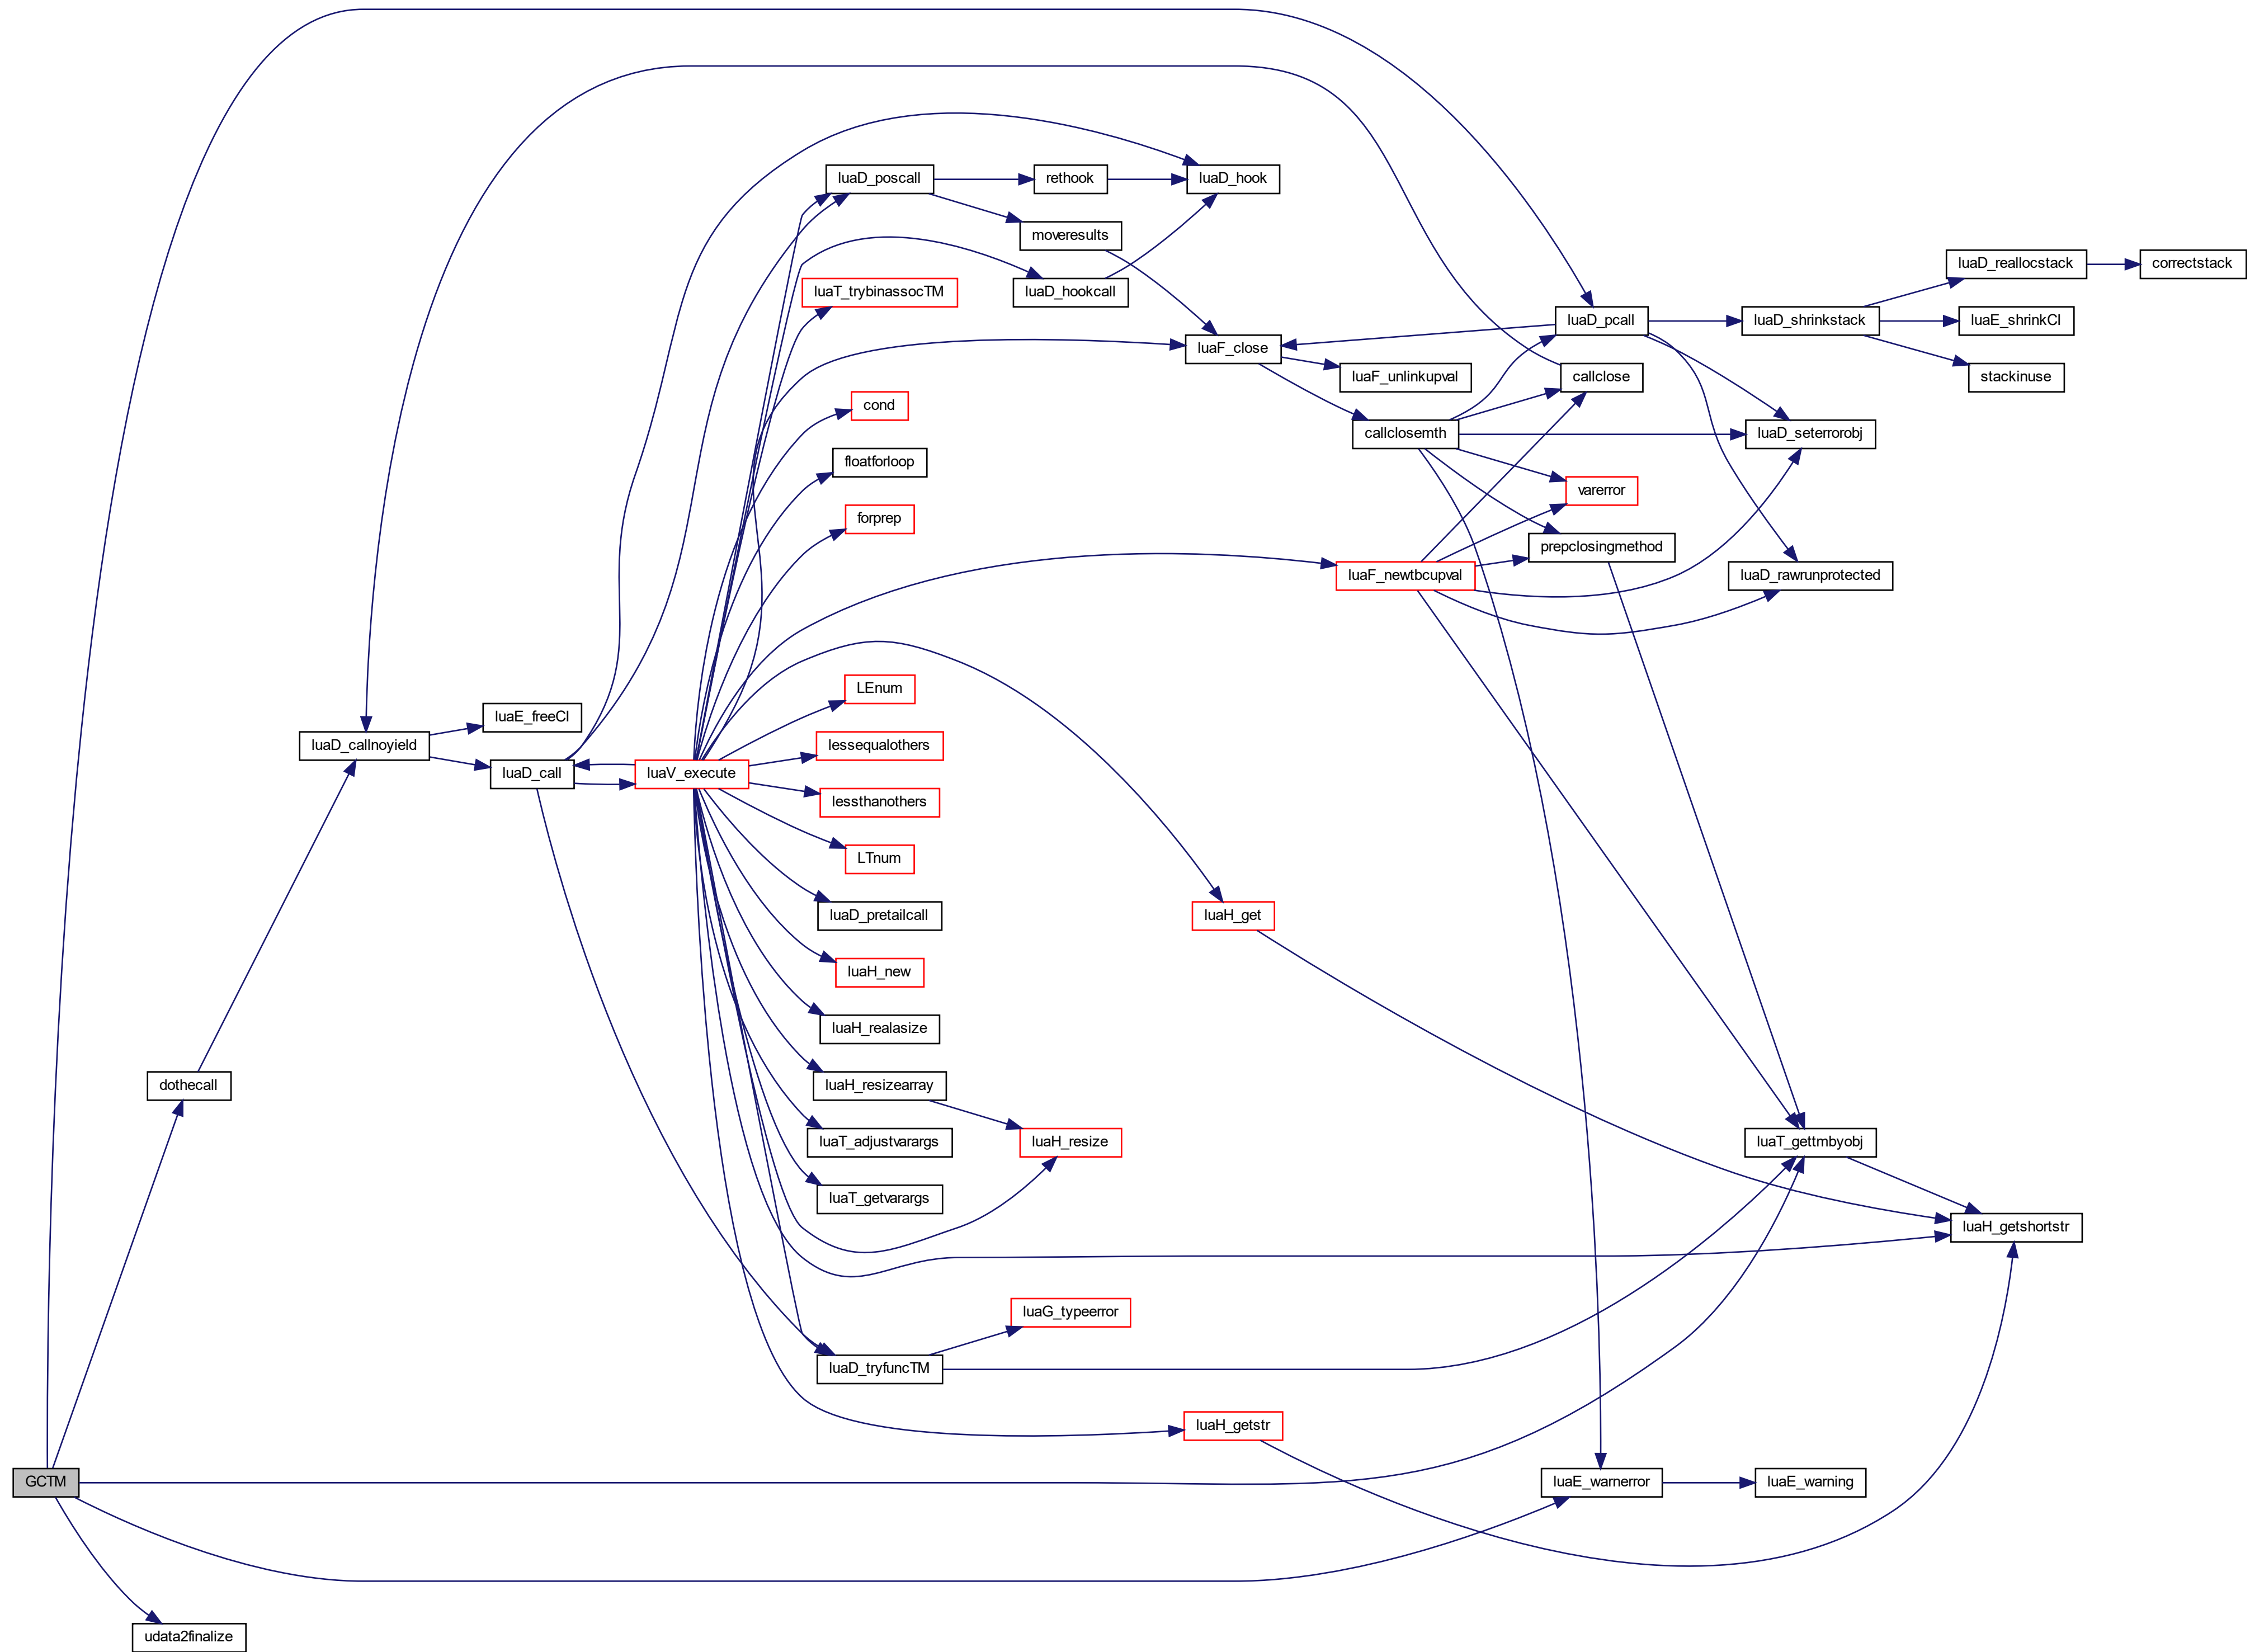 luaD_poscall
rethook
luaD_hook
moveresults
luaD_reallocstack
correctstack
luaT_trybinassocTM
luaD_hookcall
luaD_pcall
luaD_shrinkstack
luaE_shrinkCI
luaF_close
luaF_unlinkupval
callclose
stackinuse
cond
callclosemth
luaD_seterrorobj
floatforloop
varerror
forprep
prepclosingmethod
luaF_newtbcupval
luaD_rawrunprotected
LEnum
luaE_freeCI
luaD_callnoyield
lessequalothers
luaD_call
luaV_execute
lessthanothers
LTnum
luaD_pretailcall
luaH_get
luaH_new
luaH_realasize
dothecall
luaH_resizearray
luaT_adjustvarargs
luaH_resize
luaT_gettmbyobj
luaT_getvarargs
luaH_getshortstr
luaG_typeerror
luaD_tryfuncTM
luaH_getstr
GCTM
luaE_warnerror
luaE_warning
udata2finalize